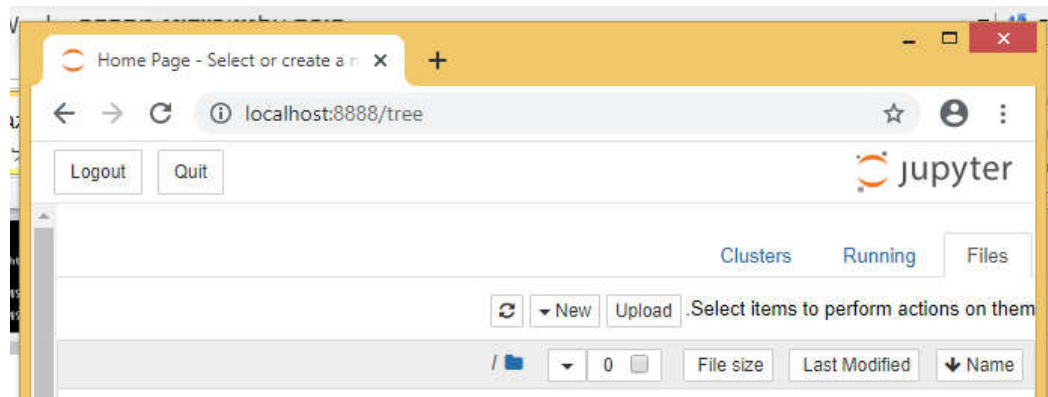 Home Page - Select or create a n
localhost:8888/tree
Logout Quit jupyter
Clusters Running Files
New Upload .Select items to perform actions on them
/ 0 File size Last Modified Name